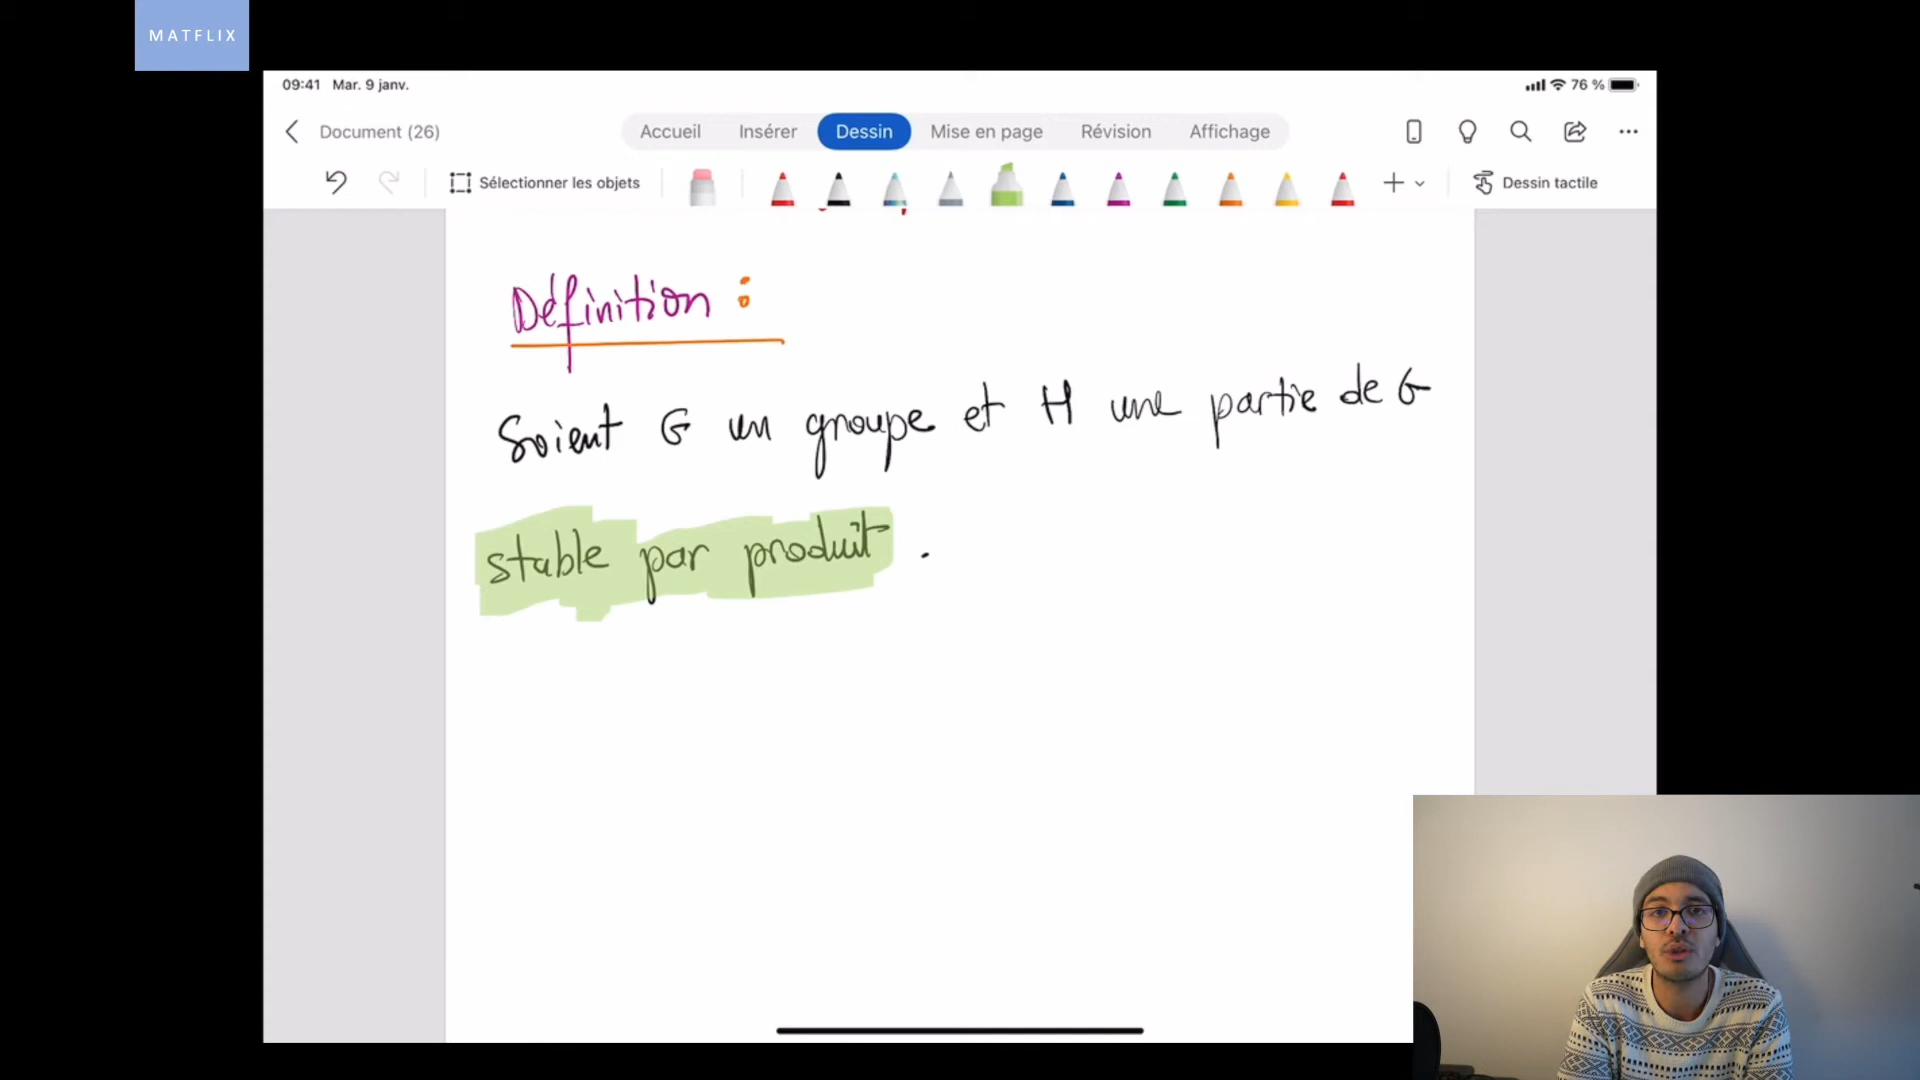 MATFLIX
09:41 Mar. 9 janv.
76 %
Document (26)
Accueil Insérer Dessin Mise en page Révision Affichage
Sélectionner les objets
Dessin tactile
Définition :
Soient G un groupe et H une partie de G
stable par produit .